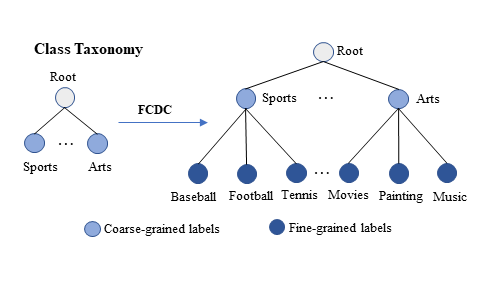 Class Taxonomy
Root
Sports ... Arts
FCDC
Root
Sports ... Arts
Baseball Football Tennis ... Movies Painting Music
Coarse-grained labels
Fine-grained labels